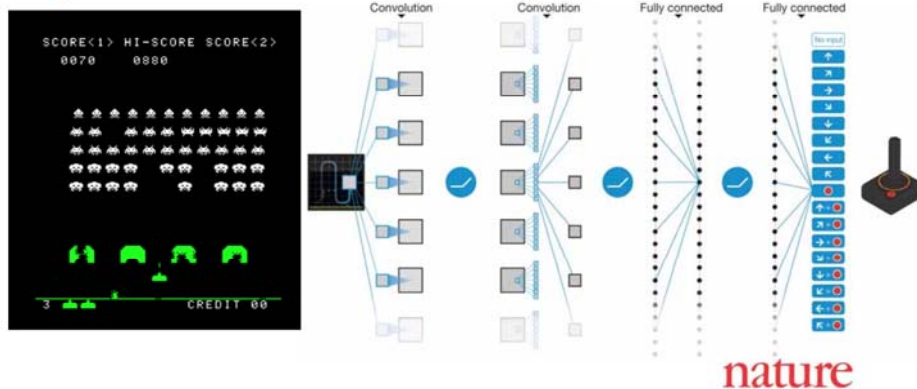 SCORE<1> HI-SCORE SCORE<2>
0070 0880
3 CREDIT 00
Convolution
Convolution
Fully connected
Fully connected
No input
nature